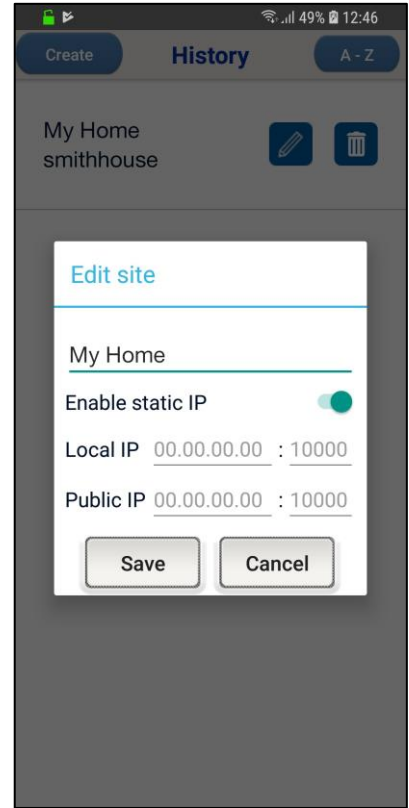 49% 12:46
Create History A - Z
My Home
smithhouse
Edit site
My Home
Enable static IP
Local IP 00.00.00.00 : 10000
Public IP 00.00.00.00 : 10000
Save Cancel